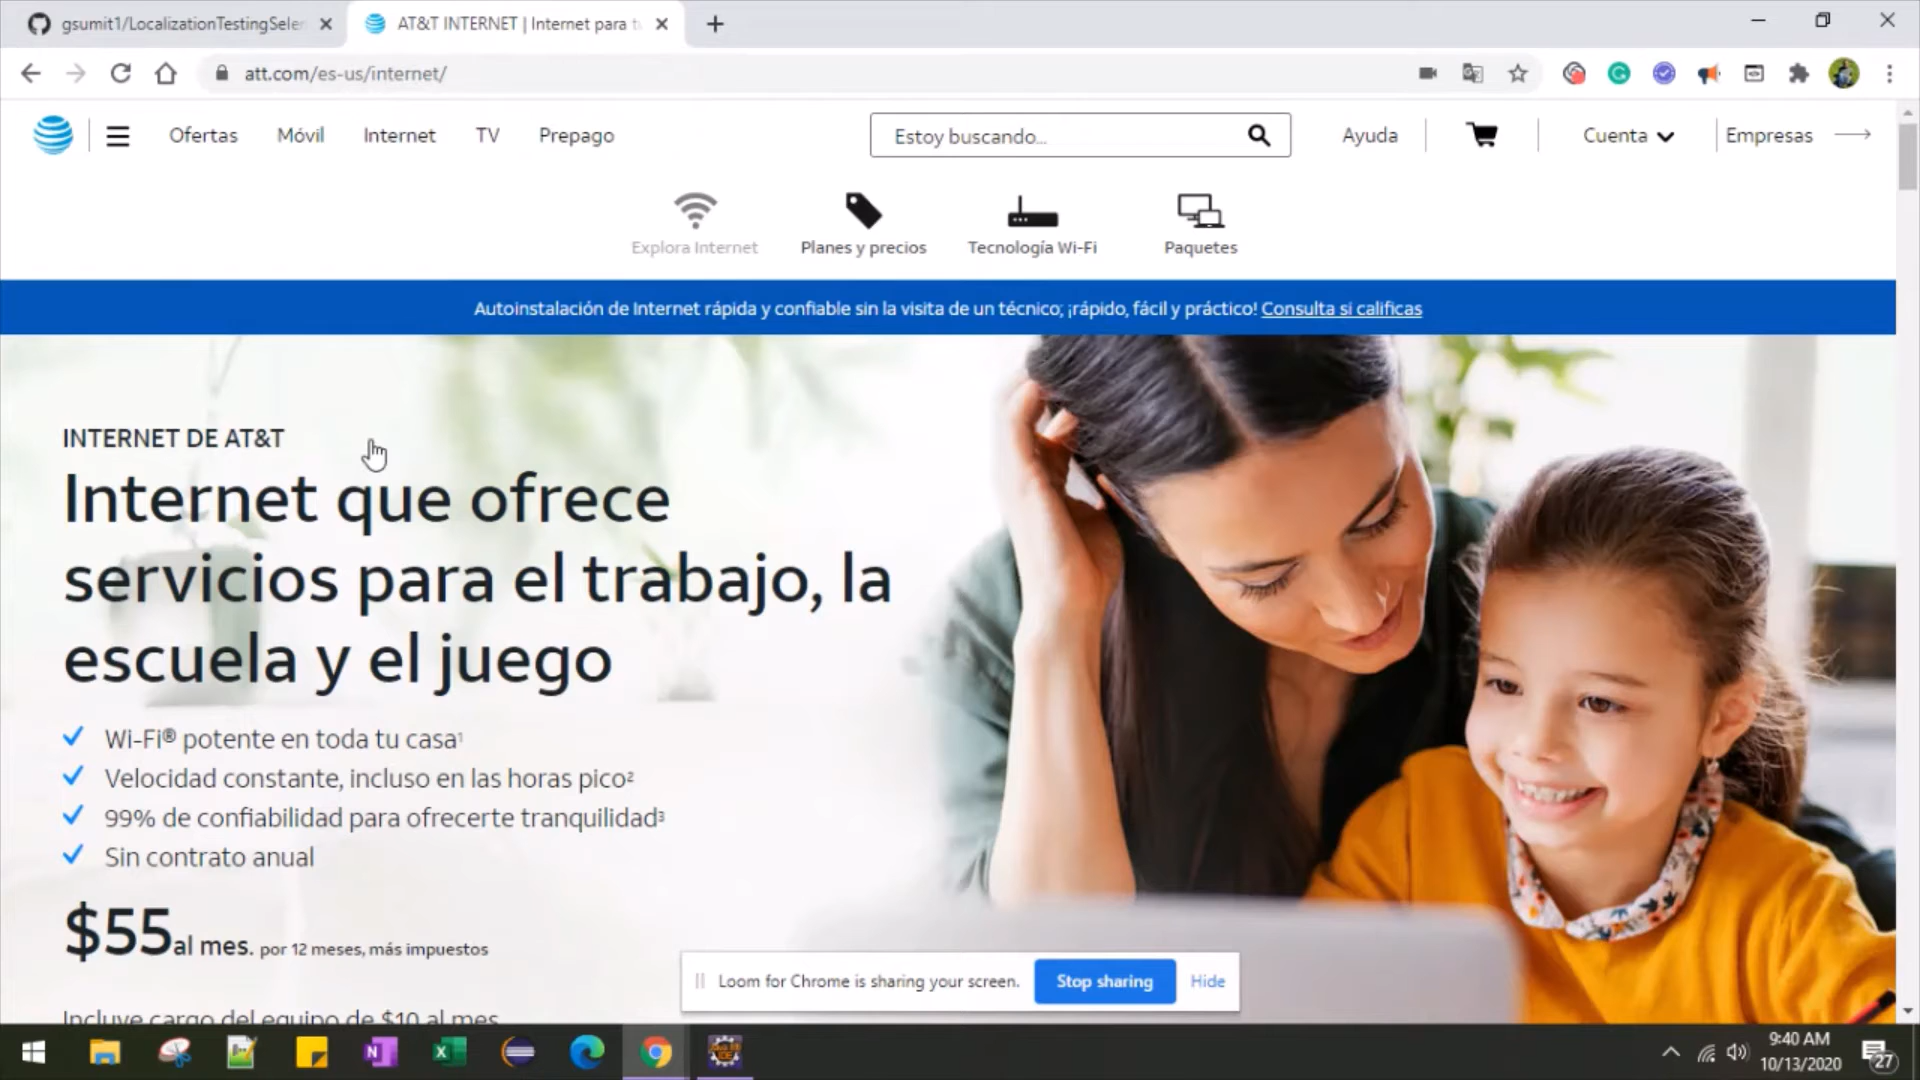 gsumit1/LocalizationTestingSele
AT&T INTERNET | Internet para t
att.com/es-us/internet/
Ofertas Móvil Internet TV Prepago Estoy buscando... Ayuda Cuenta Empresas
Explora Internet Planes y precios Tecnología Wi-Fi Paquetes
Autoinstalación de Internet rápida y confiable sin la visita de un técnico; ¡rápido, fácil y práctico! Consulta si calificas
INTERNET DE AT&T
Internet que ofrece
servicios para el trabajo, la
escuela y el juego
Wi-Fi® potente en toda tu casa¹
Velocidad constante, incluso en las horas pico²
99% de confiabilidad para ofrecerte tranquilidad³
Sin contrato anual
$55 al mes. por 12 meses, más impuestos
Loom for Chrome is sharing your screen. Stop sharing Hide
Incluye cargo del equipo de $10 al mes
9:40 AM
10/13/2020
27